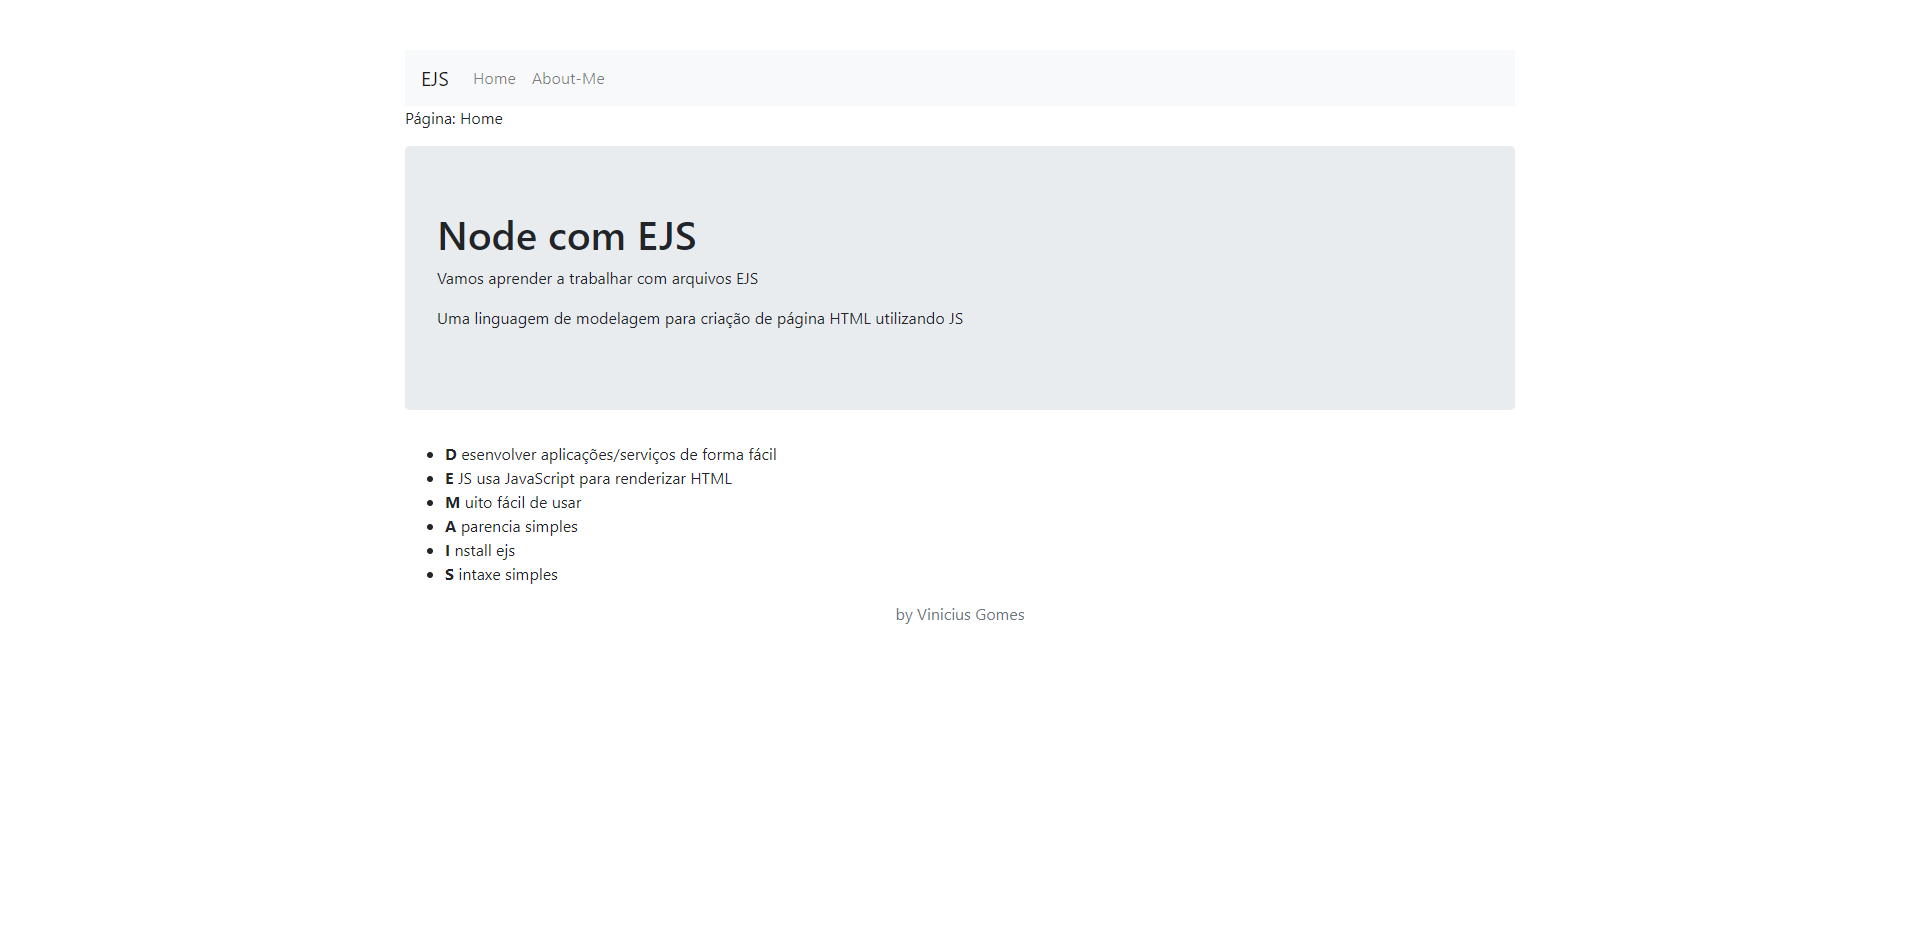 EJS Home About-Me
Página: Home
Node com EJS
Vamos aprender a trabalhar com arquivos EJS
Uma linguagem de modelagem para criação de página HTML utilizando JS
D esenvolver aplicações/serviços de forma fácil
E JS usa JavaScript para renderizar HTML
M uito fácil de usar
A parencia simples
I nstall ejs
S intaxe simples
by Vinicius Gomes